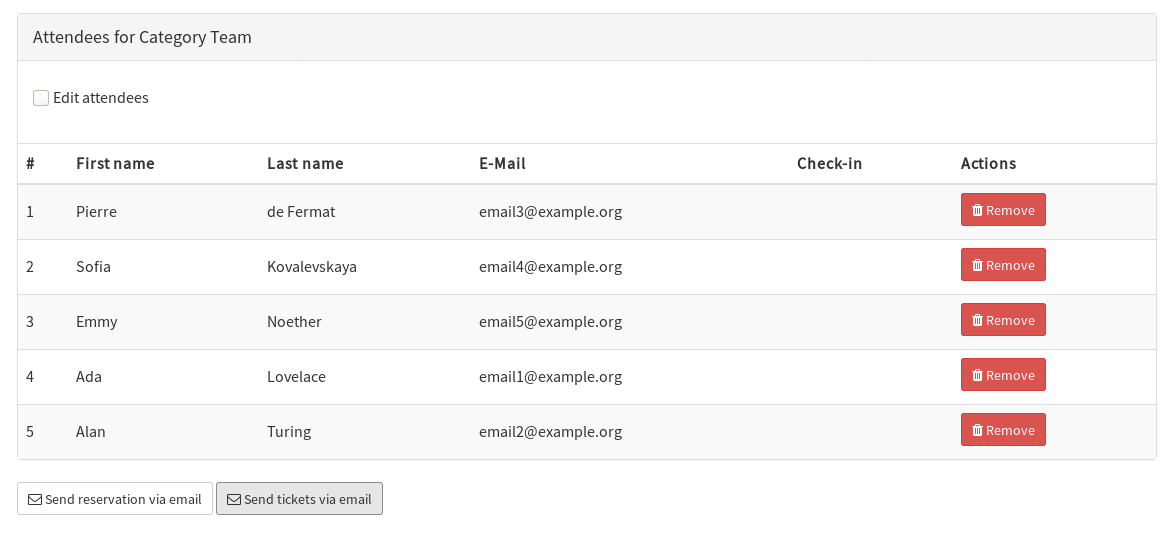 Attendees for Category Team
Edit attendees
# First name Last name E-Mail Check-in Actions
1 Pierre de Fermat email3@example.org Remove
2 Sofia Kovalevskaya email4@example.org Remove
3 Emmy Noether email5@example.org Remove
4 Ada Lovelace email1@example.org Remove
5 Alan Turing email2@example.org Remove
Send reservation via email Send tickets via email